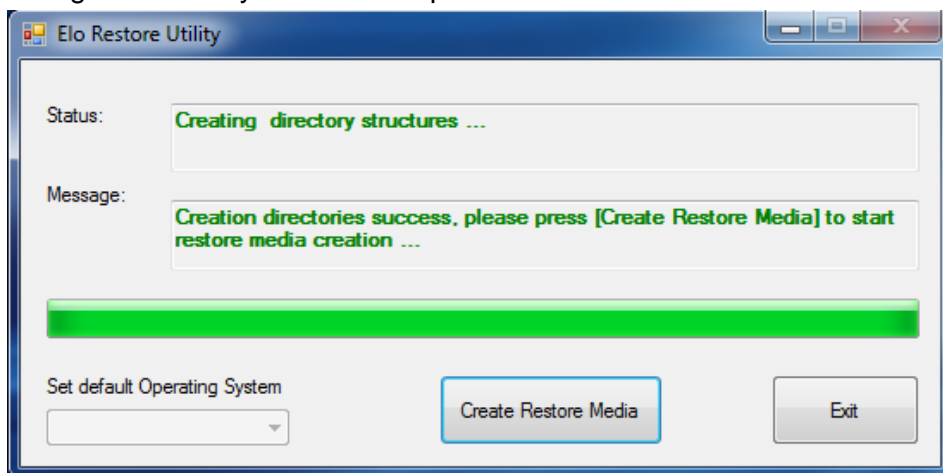 Elo Restore Utility
Status:
Creating directory structures ...
Message:
Creation directories success, please press [Create Restore Media] to start
restore media creation ...
Set default Operating System
Create Restore Media
Exit